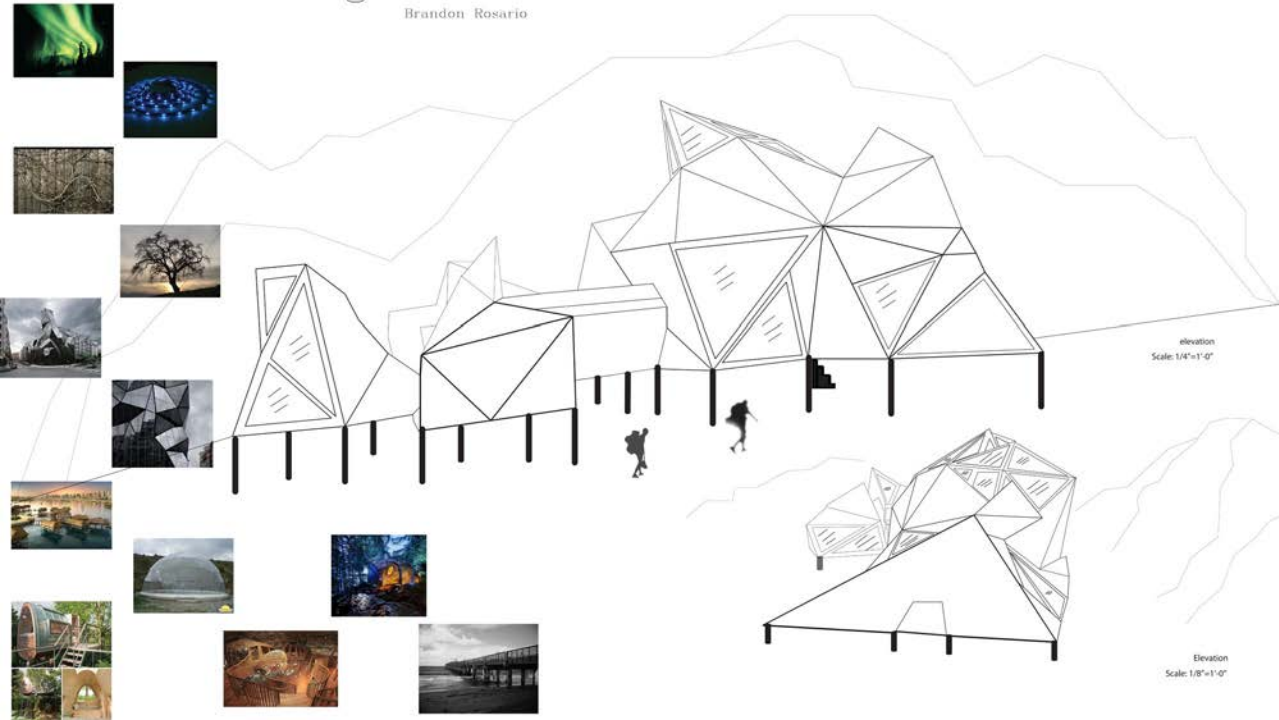 Brandon Rosario
elevation
Scale: 1/4"=1'-0"
Elevation
Scale: 1/8"=1'-0"